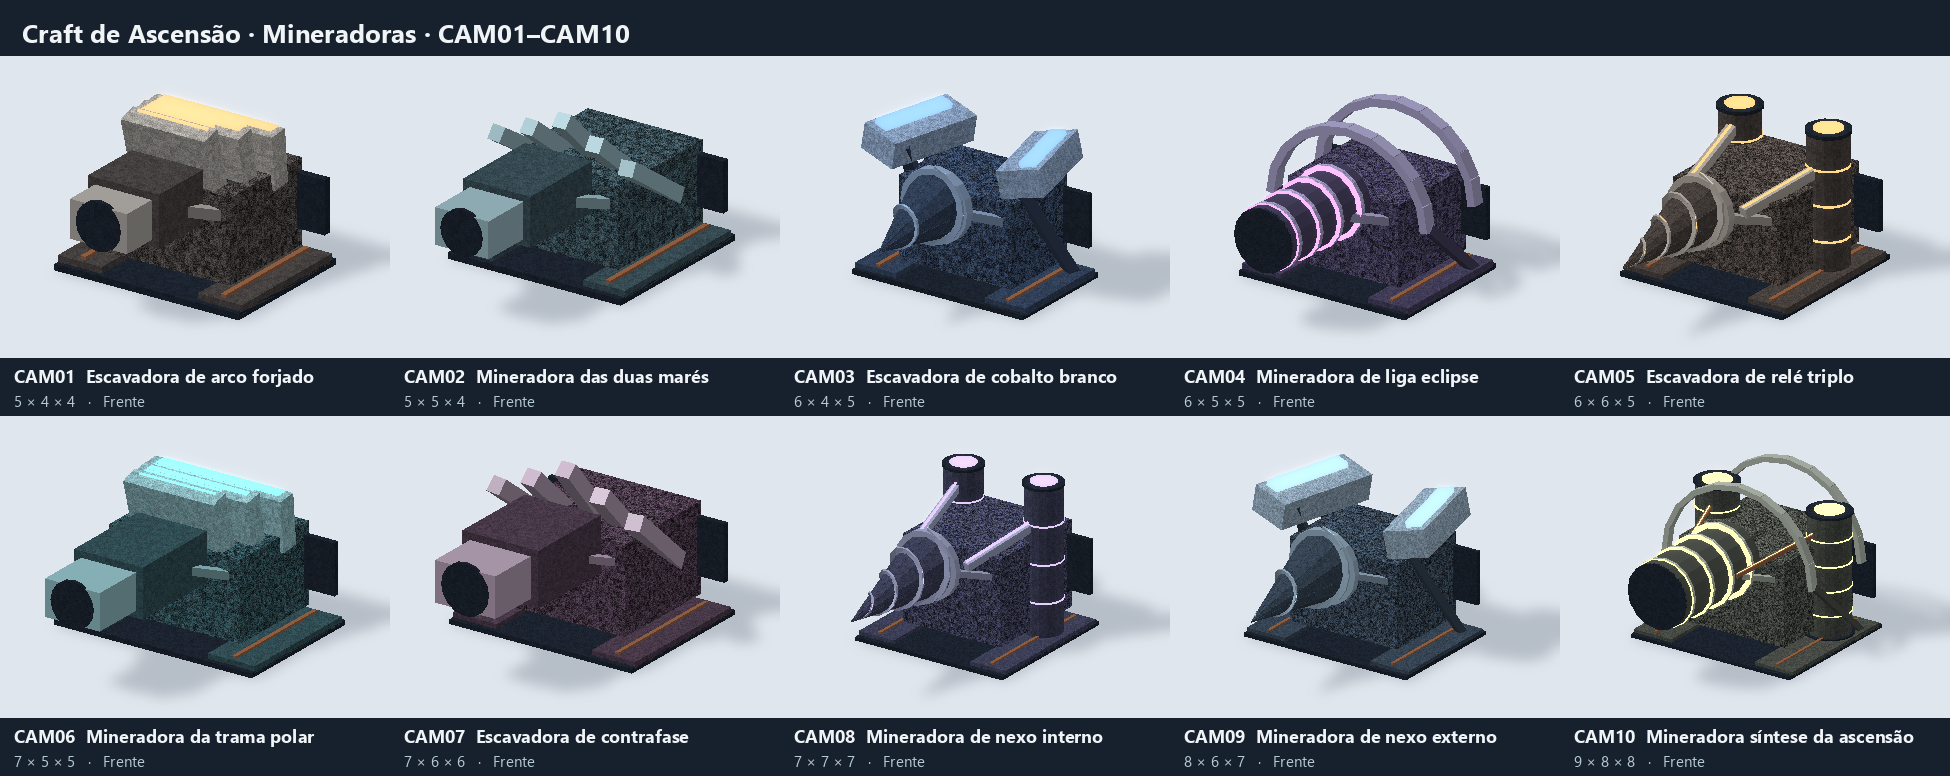 Craft de Ascensão · Mineradoras · CAM01–CAM10
CAM01 Escavadora de arco forjado
5 × 4 × 4 · Frente
CAM02 Mineradora das duas marés
5 × 5 × 4 · Frente
CAM03 Escavadora de cobalto branco
6 × 4 × 5 · Frente
CAM04 Mineradora de liga eclipse
6 × 5 × 5 · Frente
CAM05 Escavadora de relé triplo
6 × 6 × 5 · Frente
CAM06 Mineradora da trama polar
7 × 5 × 5 · Frente
CAM07 Escavadora de contrafase
7 × 6 × 6 · Frente
CAM08 Mineradora de nexo interno
7 × 7 × 7 · Frente
CAM09 Mineradora de nexo externo
8 × 6 × 7 · Frente
CAM10 Mineradora síntese da ascensão
9 × 8 × 8 · Frente